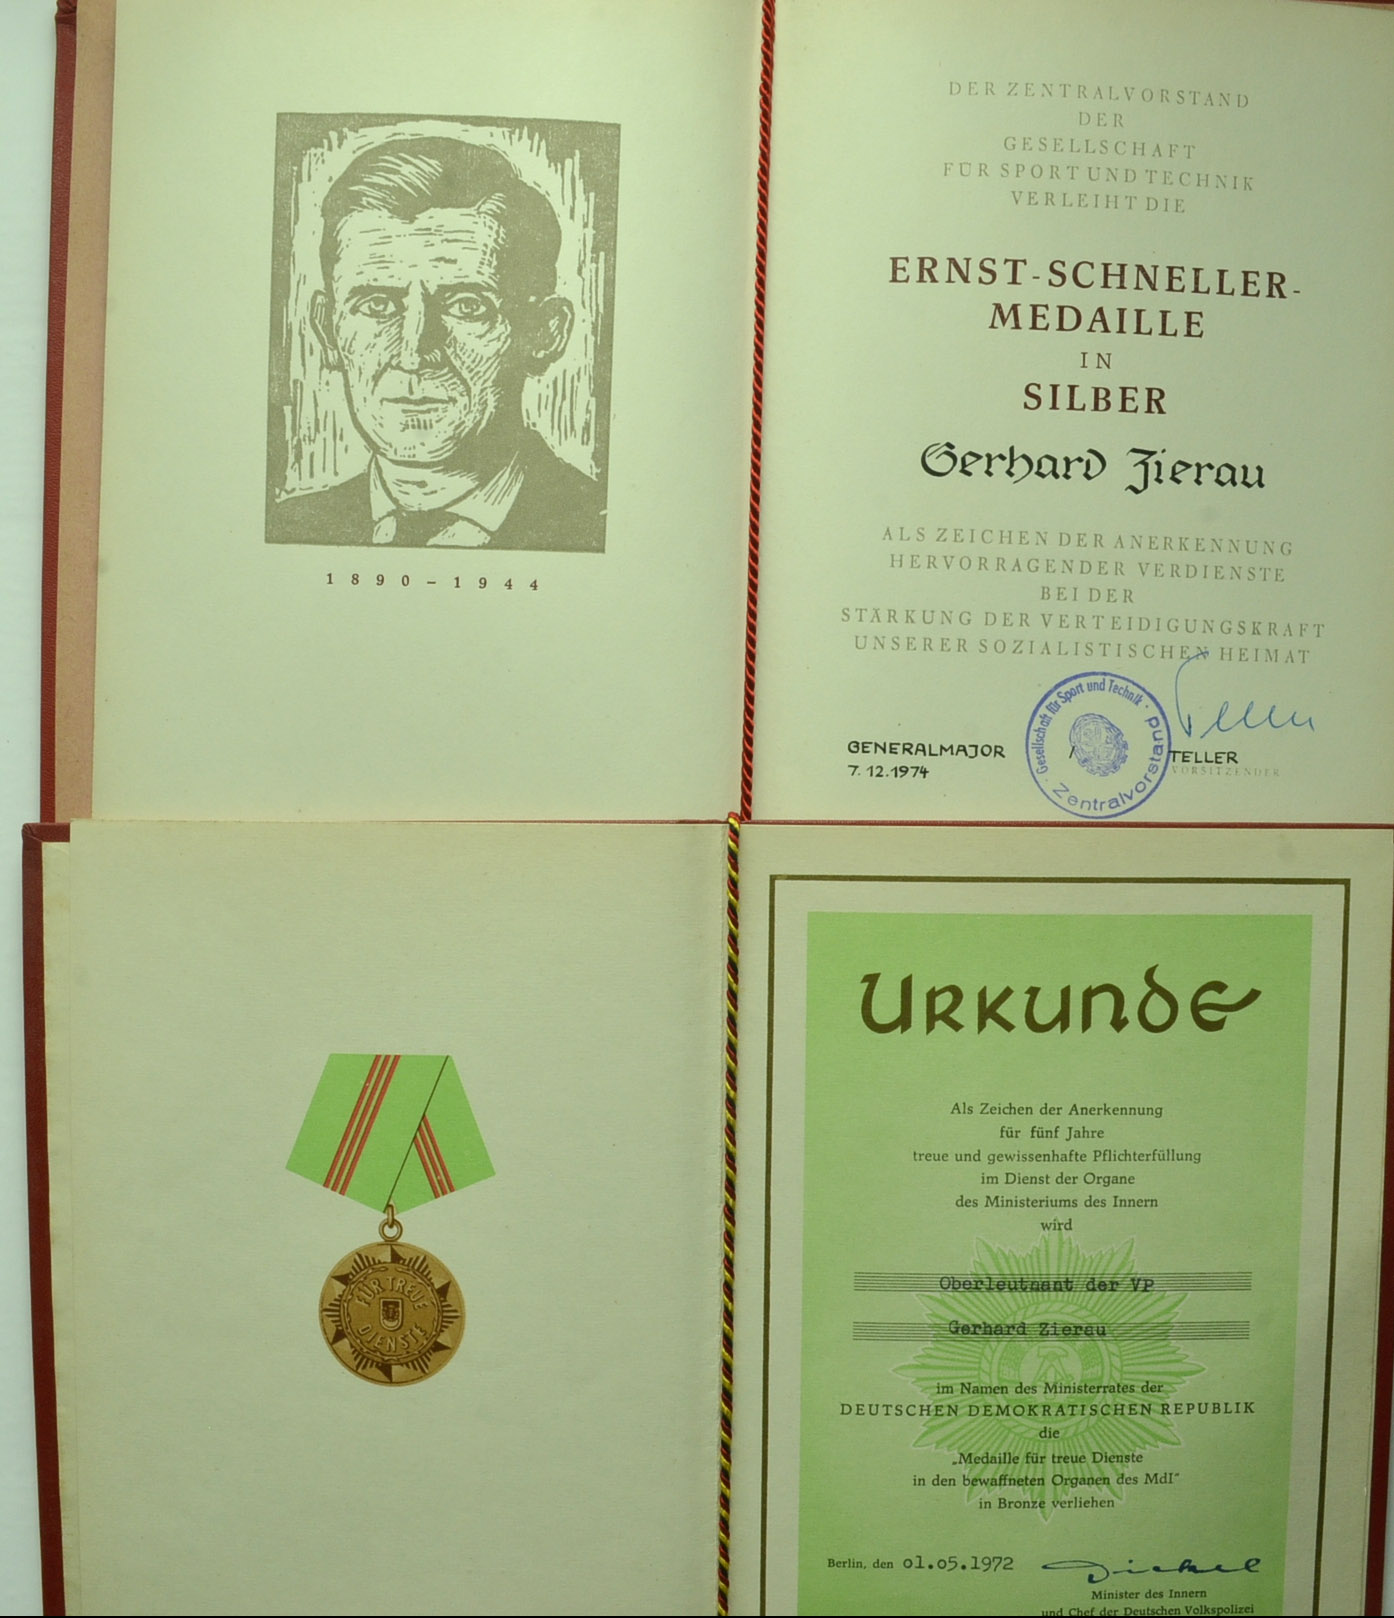 1890–1944
DER ZENTRALVORSTAND
DER
GESELLSCHAFT
FÜR SPORT UND TECHNIK
VERLEIHT DIE
ERNST-SCHNELLER-
MEDAILLE
IN
SILBER
Gerhard Zierau
ALS ZEICHEN DER ANERKENNUNG
HERVORRAGENDER VERDIENSTE
BEI DER
STÄRKUNG DER VERTEIDIGUNGSKRAFT
UNSERER SOZIALISTISCHEN HEIMAT
Teller
Gesellschaft für Sport und Technik
Zentralvorstand
GENERALMAJOR / TELLER
7.12.1974 VORSITZENDER
FÜR TREUE
DIENSTE
Urkunde
Als Zeichen der Anerkennung
für fünf Jahre
treue und gewissenhafte Pflichterfüllung
im Dienst der Organe
des Ministeriums des Innern
wird
Oberleutnant der VP
Gerhard Zierau
im Namen des Ministerrates der
DEUTSCHEN DEMOKRATISCHEN REPUBLIK
die
„Medaille für treue Dienste
in den bewaffneten Organen des MdI"
in Bronze verliehen
Berlin, den 01.05.1972 Dickel
Minister des Innern
und Chef der Deutschen Volkspolizei